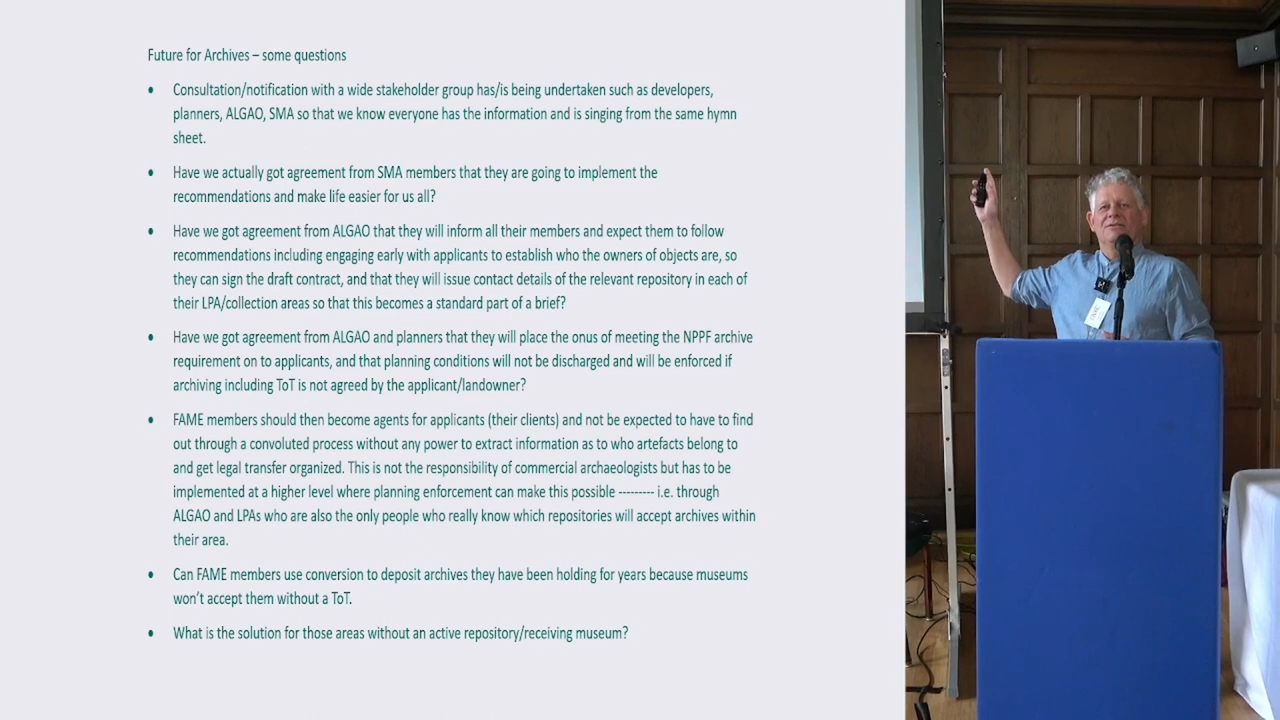 Future for Archives – some questions
• Consultation/notification with a wide stakeholder group has/is being undertaken such as developers,
planners, ALGAO, SMA so that we know everyone has the information and is singing from the same hymn
sheet.
• Have we actually got agreement from SMA members that they are going to implement the
recommendations and make life easier for us all?
• Have we got agreement from ALGAO that they will inform all their members and expect them to follow
recommendations including engaging early with applicants to establish who the owners of objects are, so
they can sign the draft contract, and that they will issue contact details of the relevant repository in each of
their LPA/collection areas so that this becomes a standard part of a brief?
• Have we got agreement from ALGAO and planners that they will place the onus of meeting the NPPF archive
requirement on to applicants, and that planning conditions will not be discharged and will be enforced if
archiving including ToT is not agreed by the applicant/landowner?
• FAME members should then become agents for applicants (their clients) and not be expected to have to find
out through a convoluted process without any power to extract information as to who artefacts belong to
and get legal transfer organized. This is not the responsibility of commercial archaeologists but has to be
implemented at a higher level where planning enforcement can make this possible --------- i.e. through
ALGAO and LPAs who are also the only people who really know which repositories will accept archives within
their area.
• Can FAME members use conversion to deposit archives they have been holding for years because museums
won't accept them without a ToT.
• What is the solution for those areas without an active repository/receiving museum?